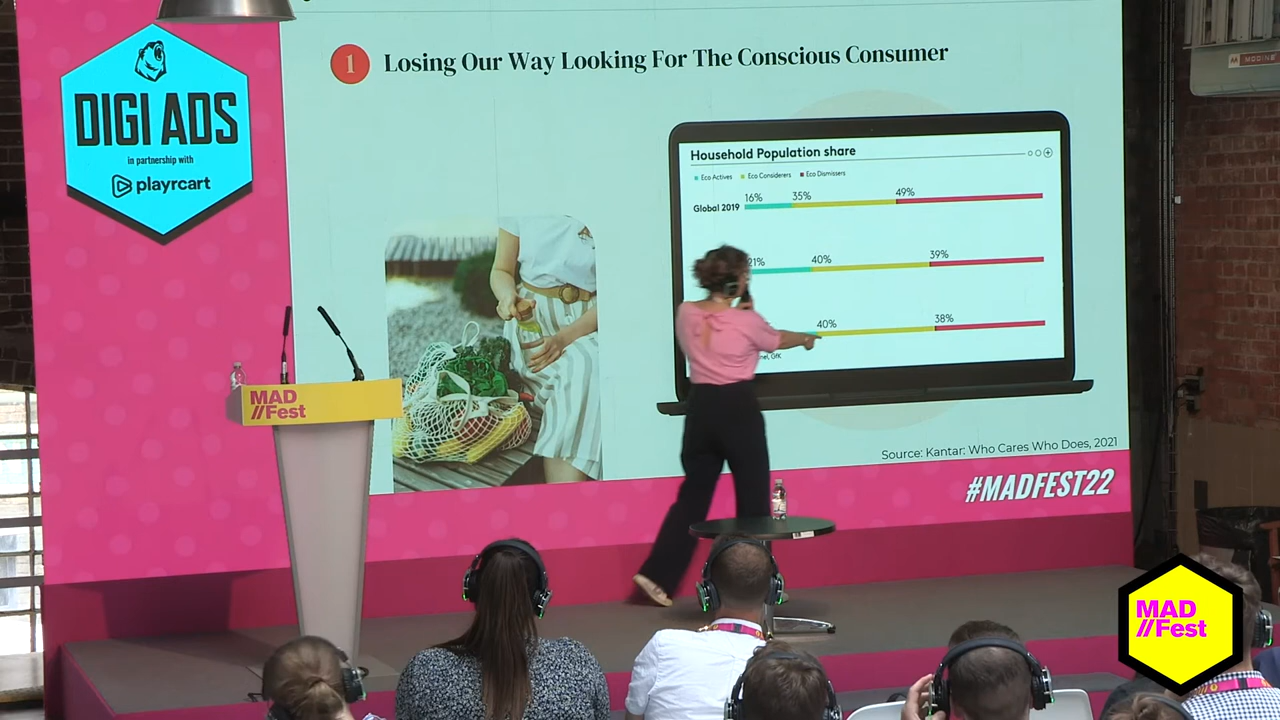 DIGI ADS
in partnership with
playrcart
1 Losing Our Way Looking For The Conscious Consumer
Household Population share
Eco Actives Eco Considerers Eco Dismissers
16% 35% 49%
Global 2019
21% 40% 39%
40% 38%
GfK
Source: Kantar: Who Cares Who Does, 2021
#MADFEST22
MAD
//Fest
MAD
//Fest